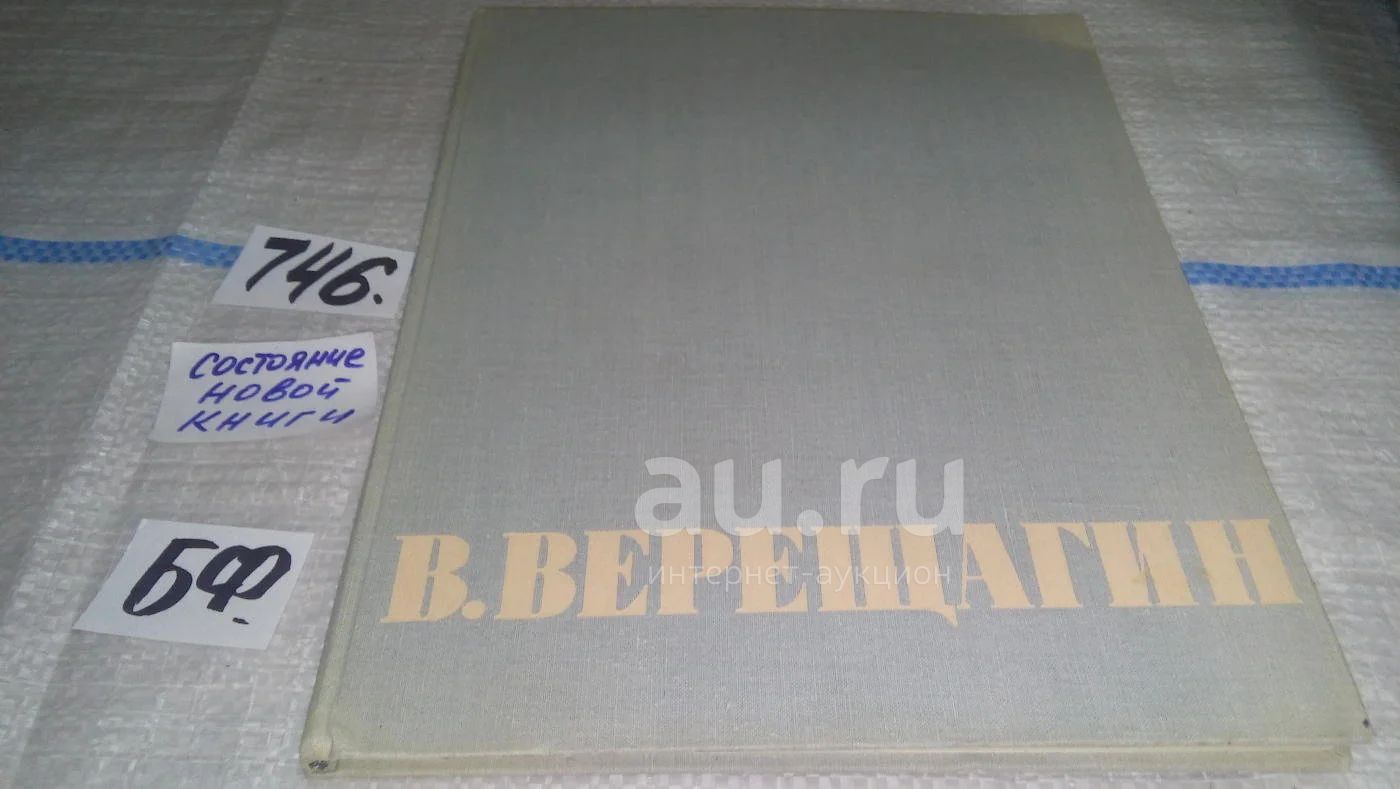 746.
состояние
новой
книги
БФ.
au.ru
интернет-аукцион
В. ВЕРЕЩАГИН